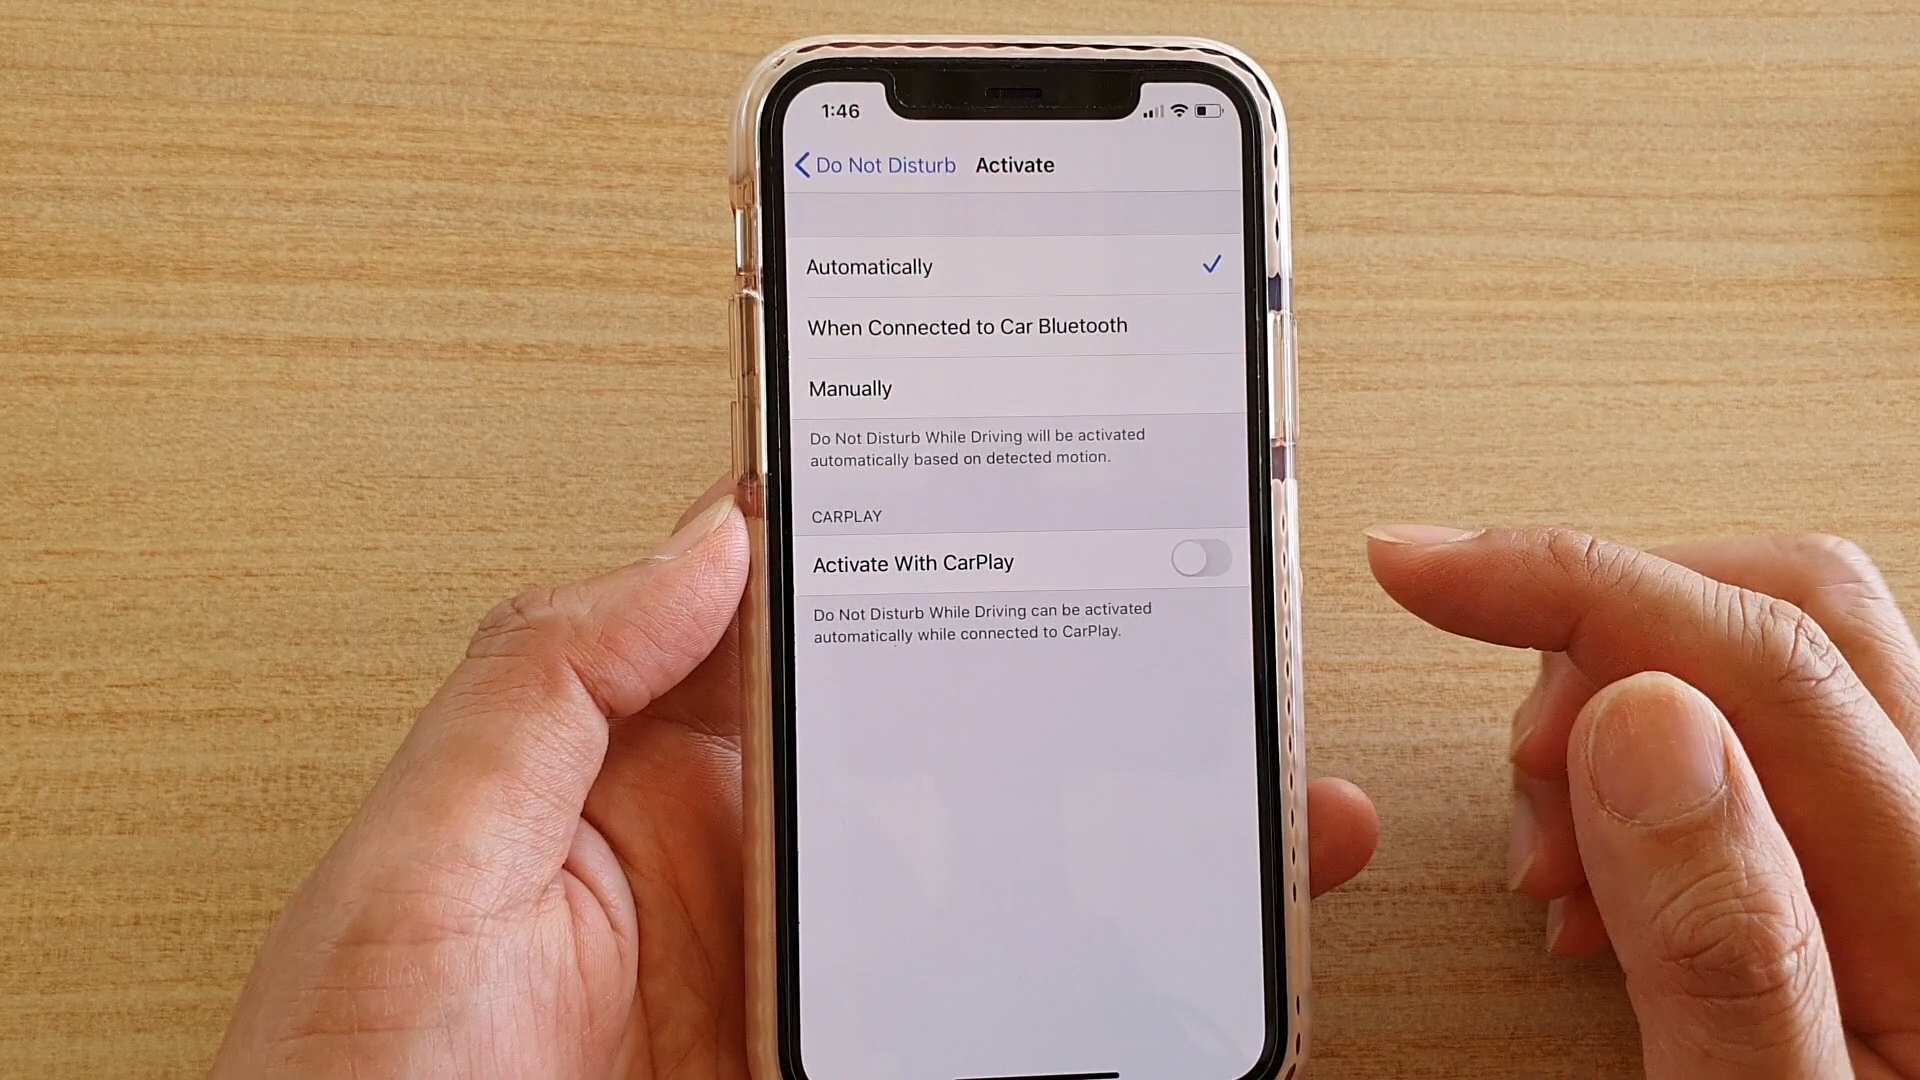 1:46
Do Not Disturb Activate
Automatically
When Connected to Car Bluetooth
Manually
Do Not Disturb While Driving will be activated
automatically based on detected motion.
CARPLAY
Activate With CarPlay
Do Not Disturb While Driving can be activated
automatically while connected to CarPlay.